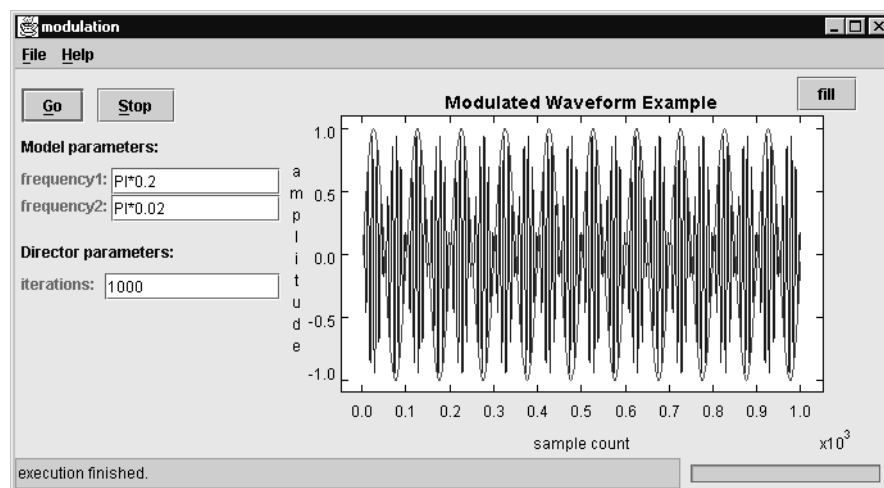 modulation
File Help
Go Stop
fill
Model parameters:
frequency1: PI*0.2
frequency2: PI*0.02
Director parameters:
iterations: 1000
Modulated Waveform Example
amplitude
1.0
0.5
0.0
-0.5
-1.0
0.0 0.1 0.2 0.3 0.4 0.5 0.6 0.7 0.8 0.9 1.0
sample count x10^3
execution finished.